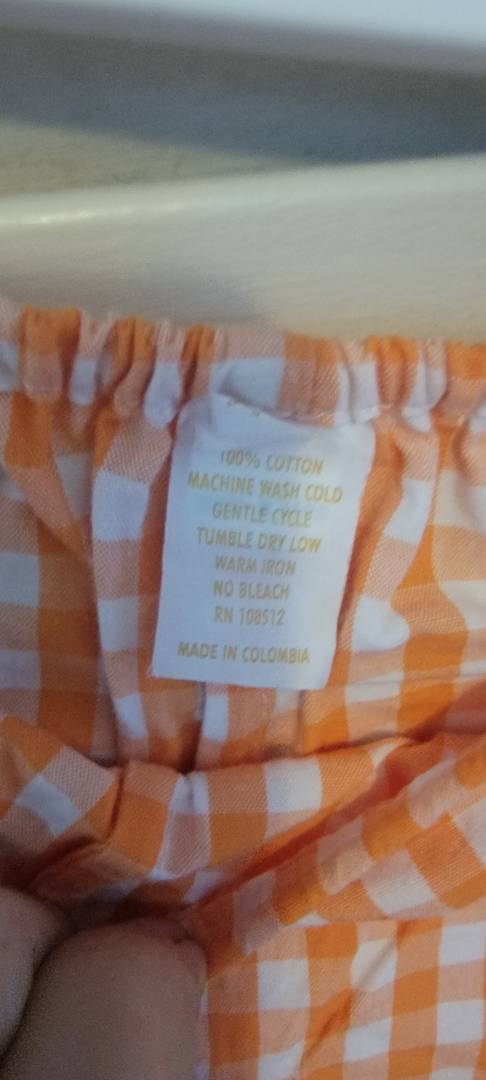 100% COTTON
MACHINE WASH COLD
GENTLE CYCLE
TUMBLE DRY LOW
WARM IRON
NO BLEACH
RN 108512
MADE IN COLOMBIA